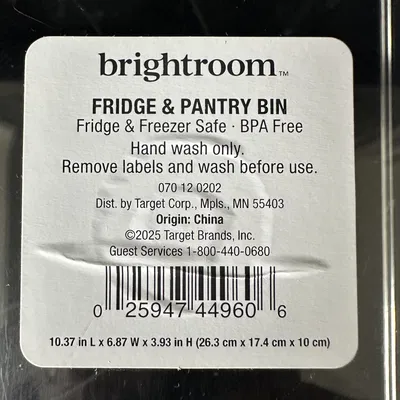 brightroom™
FRIDGE & PANTRY BIN
Fridge & Freezer Safe · BPA Free
Hand wash only.
Remove labels and wash before use.
070 12 0202
Dist. by Target Corp., Mpls., MN 55403
Origin: China
©2025 Target Brands, Inc.
Guest Services 1-800-440-0680
0 25947 44960 6
10.37 in L x 6.87 W x 3.93 in H (26.3 cm x 17.4 cm x 10 cm)